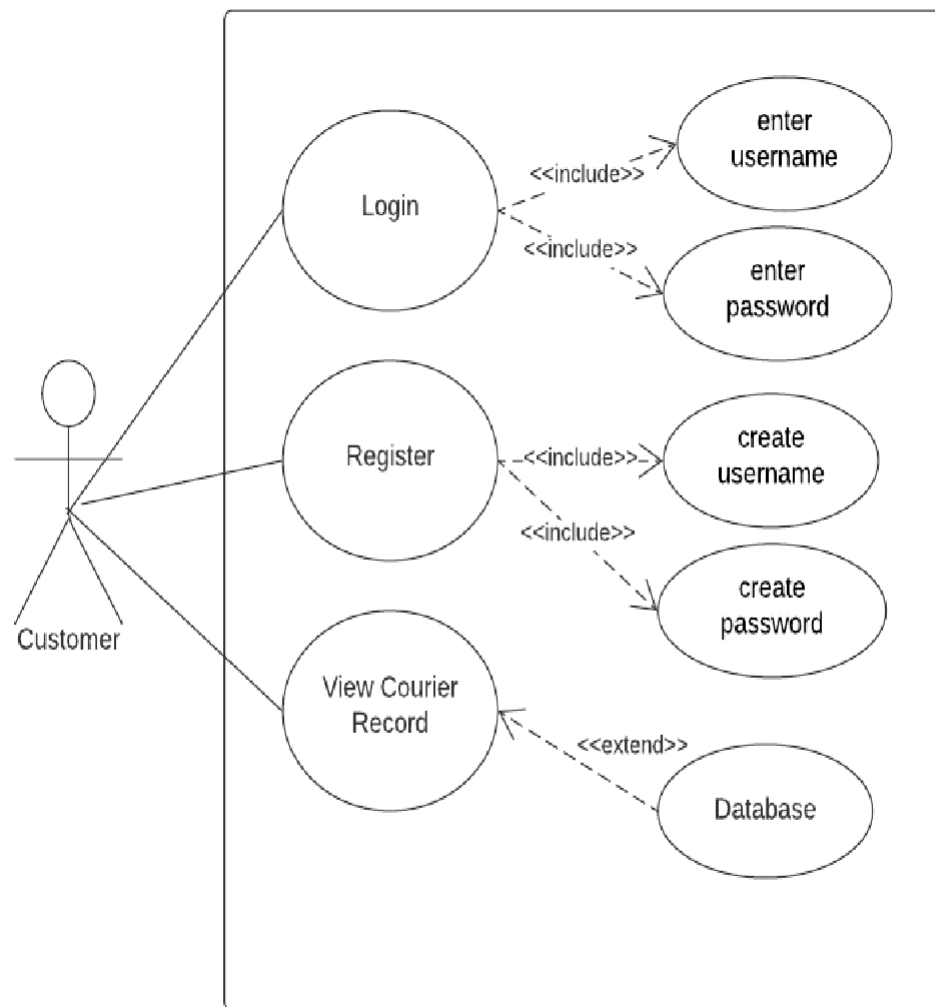 enter
username
<<include>>
Login
<<include>>
enter
password
create
username
Register
<<include>>
<<include>>
create
password
Customer
View Courier
Record
<<extend>>
Database